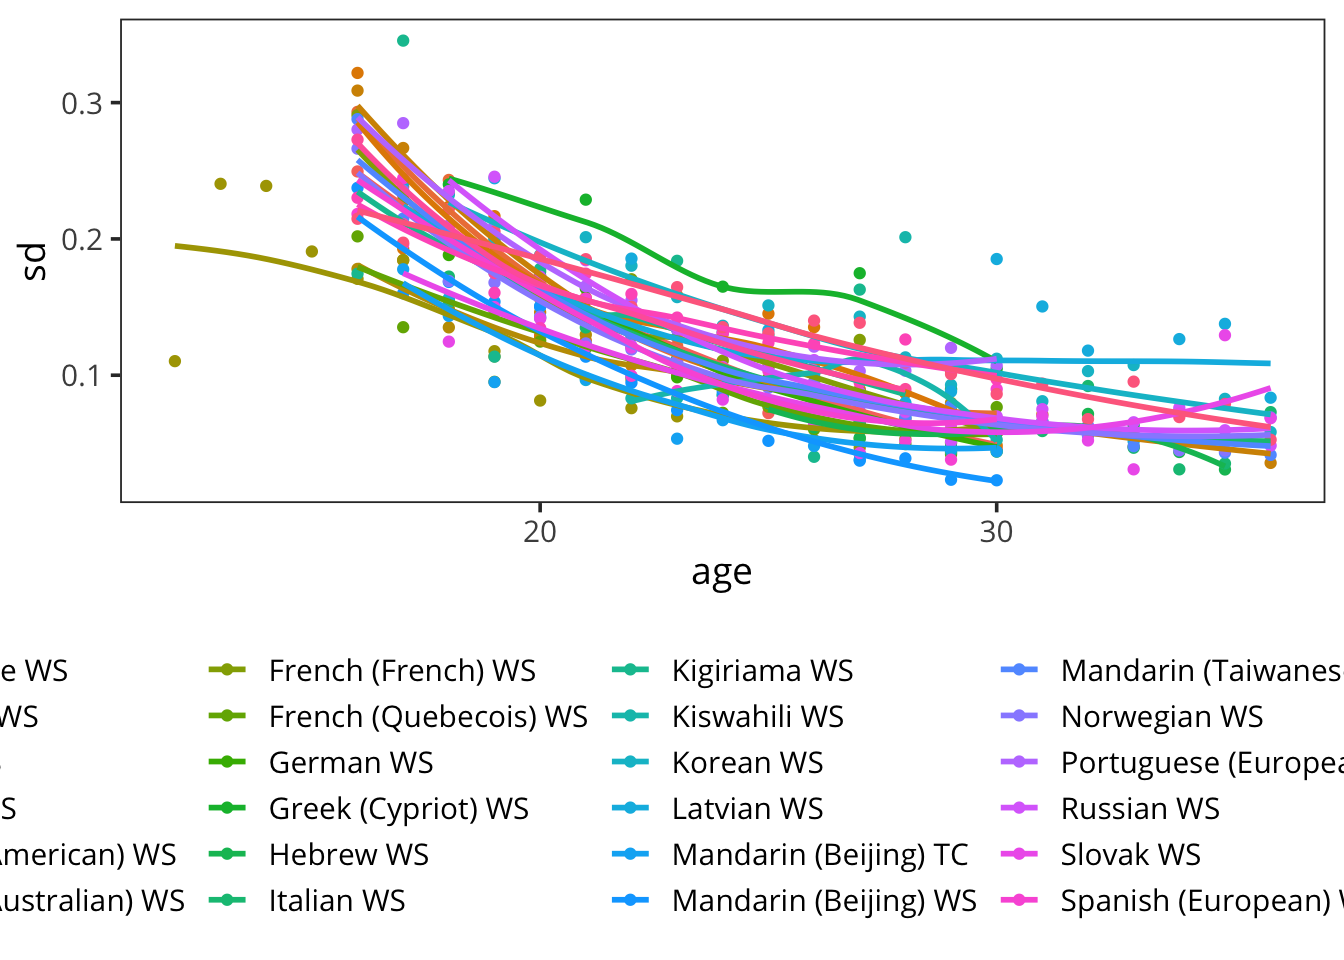 0.3
0.2
0.1
sd
20 30
age
e WS French (French) WS Kigiriama WS Mandarin (Taiwanes
WS French (Quebecois) WS Kiswahili WS Norwegian WS
German WS Korean WS Portuguese (Europea
S Greek (Cypriot) WS Latvian WS Russian WS
American) WS Hebrew WS Mandarin (Beijing) TC Slovak WS
Australian) WS Italian WS Mandarin (Beijing) WS Spanish (European) W